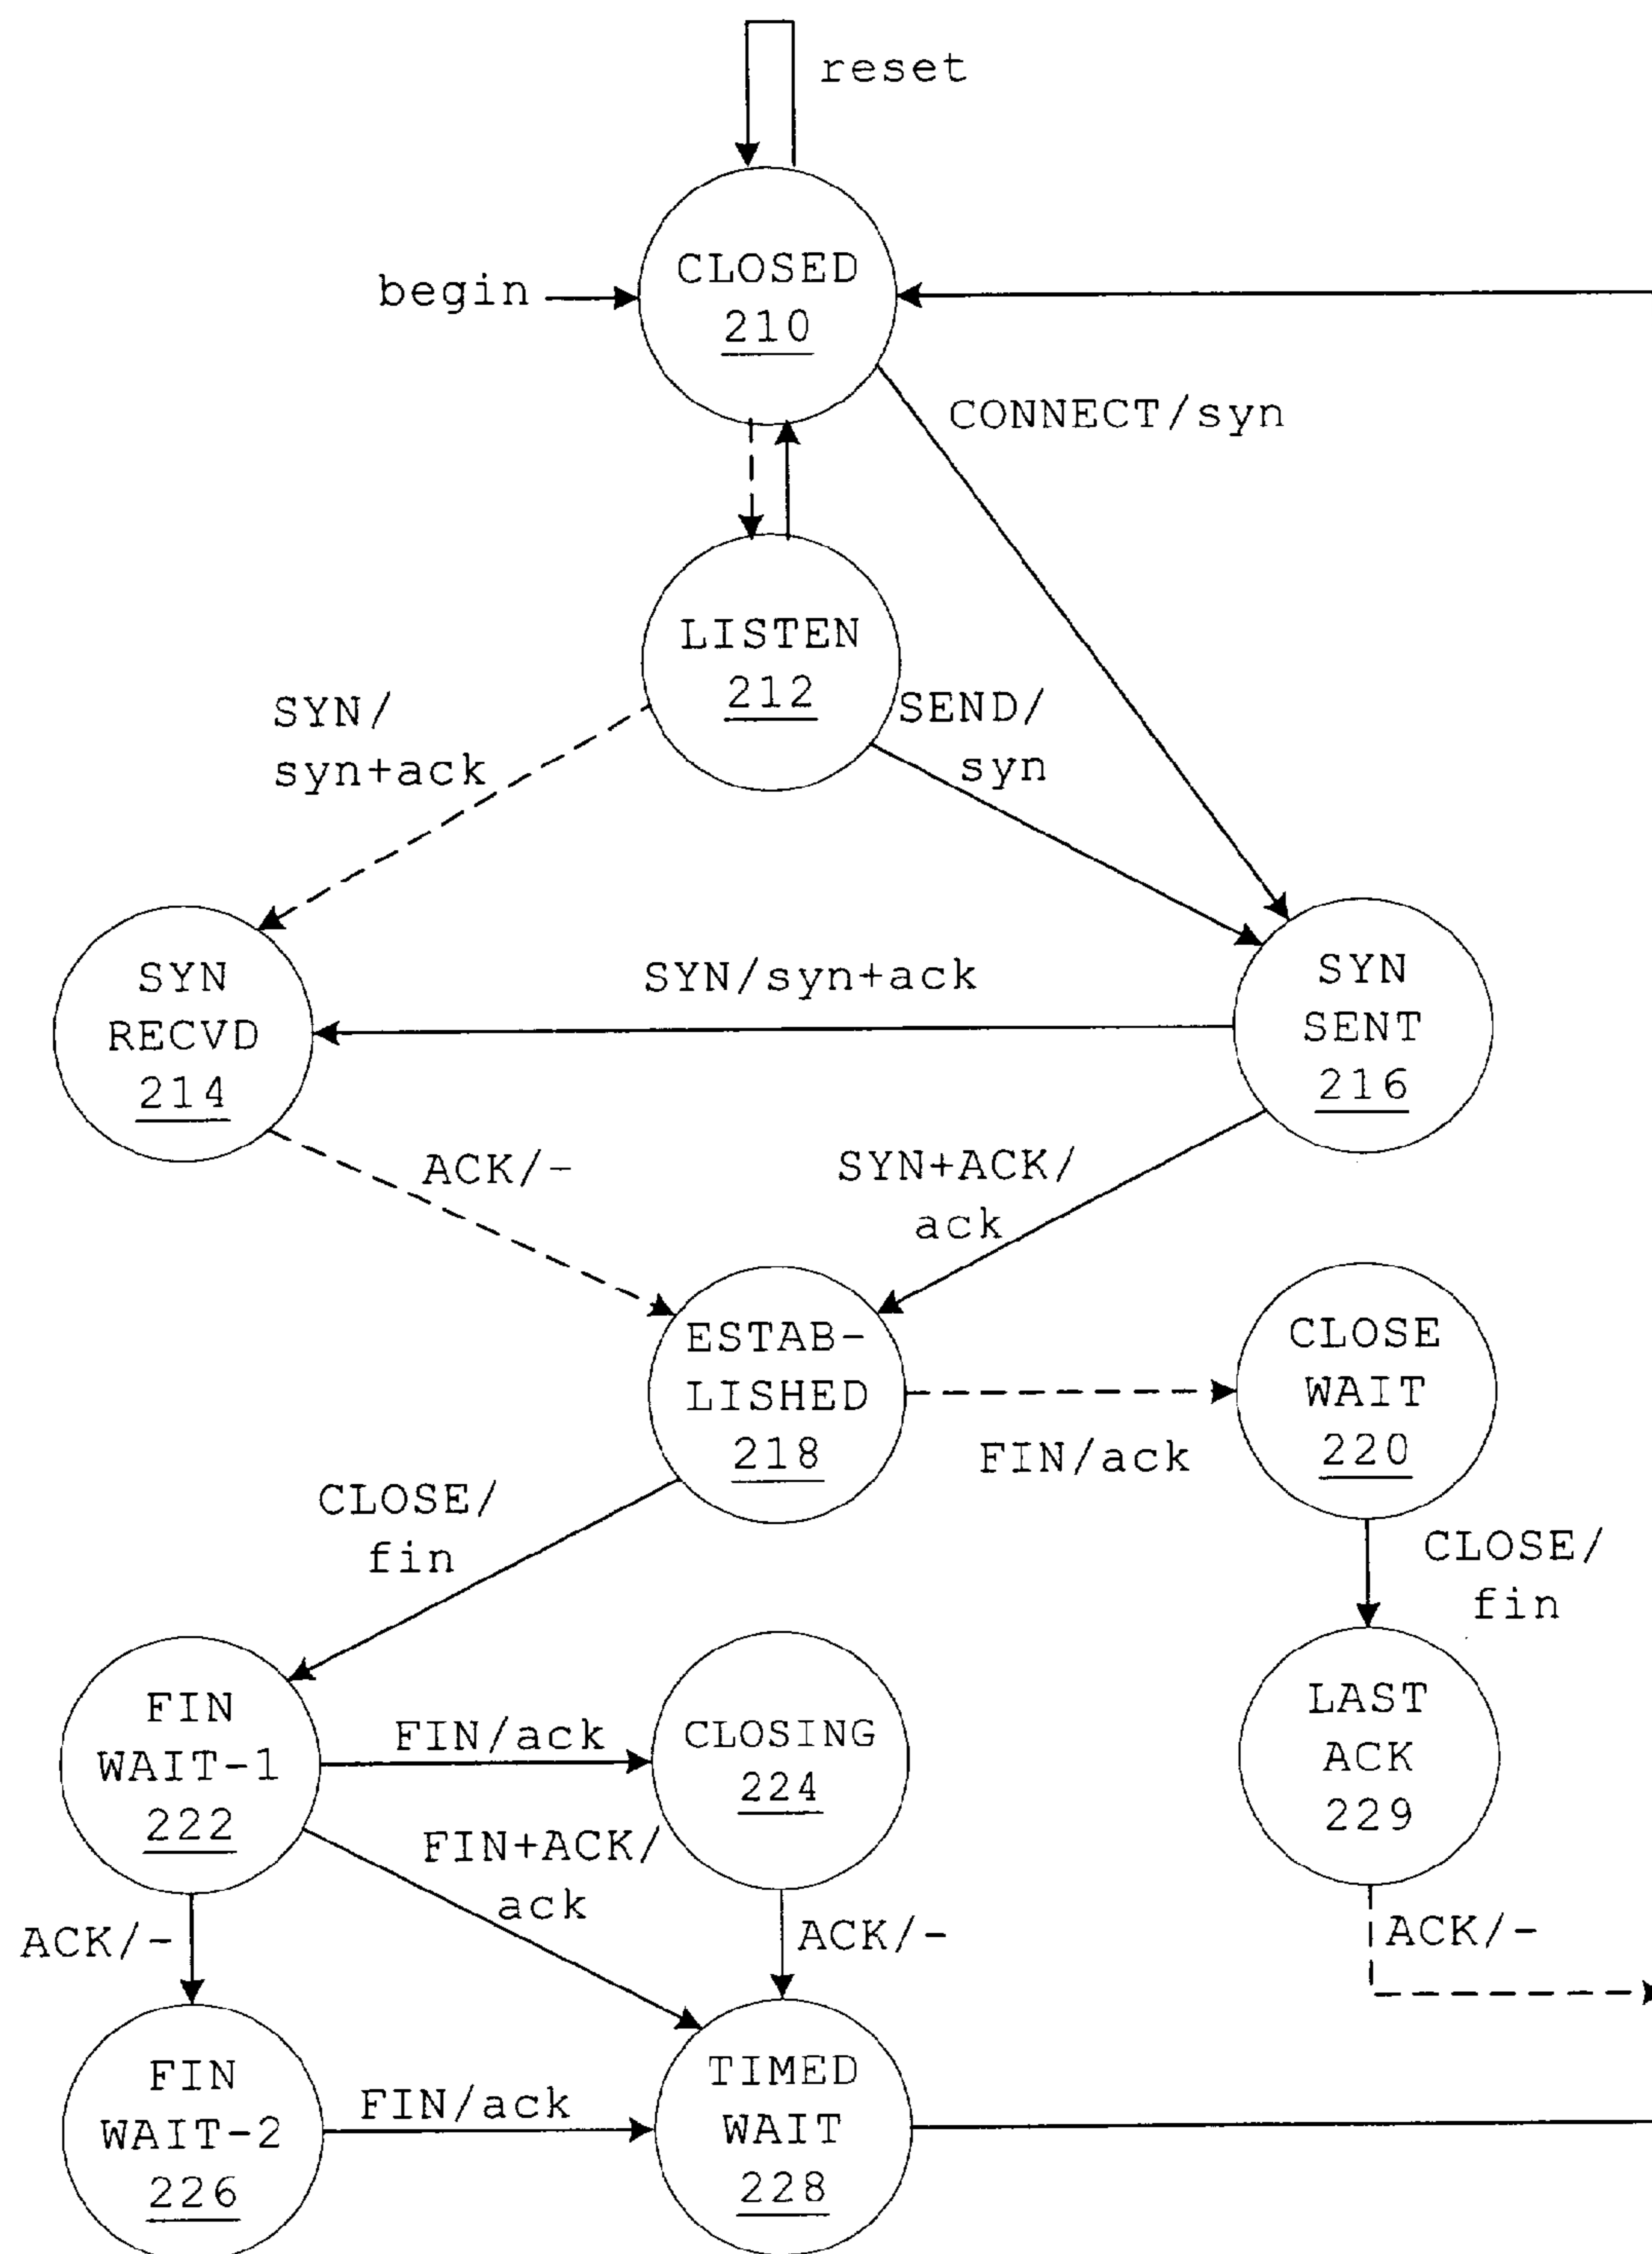 reset
begin
CLOSED
210
CONNECT/syn
LISTEN
212
SYN/
syn+ack
SEND/
syn
SYN
RECVD
214
SYN/syn+ack
SYN
SENT
216
ACK/-
SYN+ACK/
ack
ESTAB-
LISHED
218
FIN/ack
CLOSE
WAIT
220
CLOSE/
fin
CLOSE/
fin
FIN
WAIT-1
222
FIN/ack
CLOSING
224
LAST
ACK
229
FIN+ACK/
ack
ACK/-
ACK/-
ACK/-
FIN
WAIT-2
226
FIN/ack
TIMED
WAIT
228